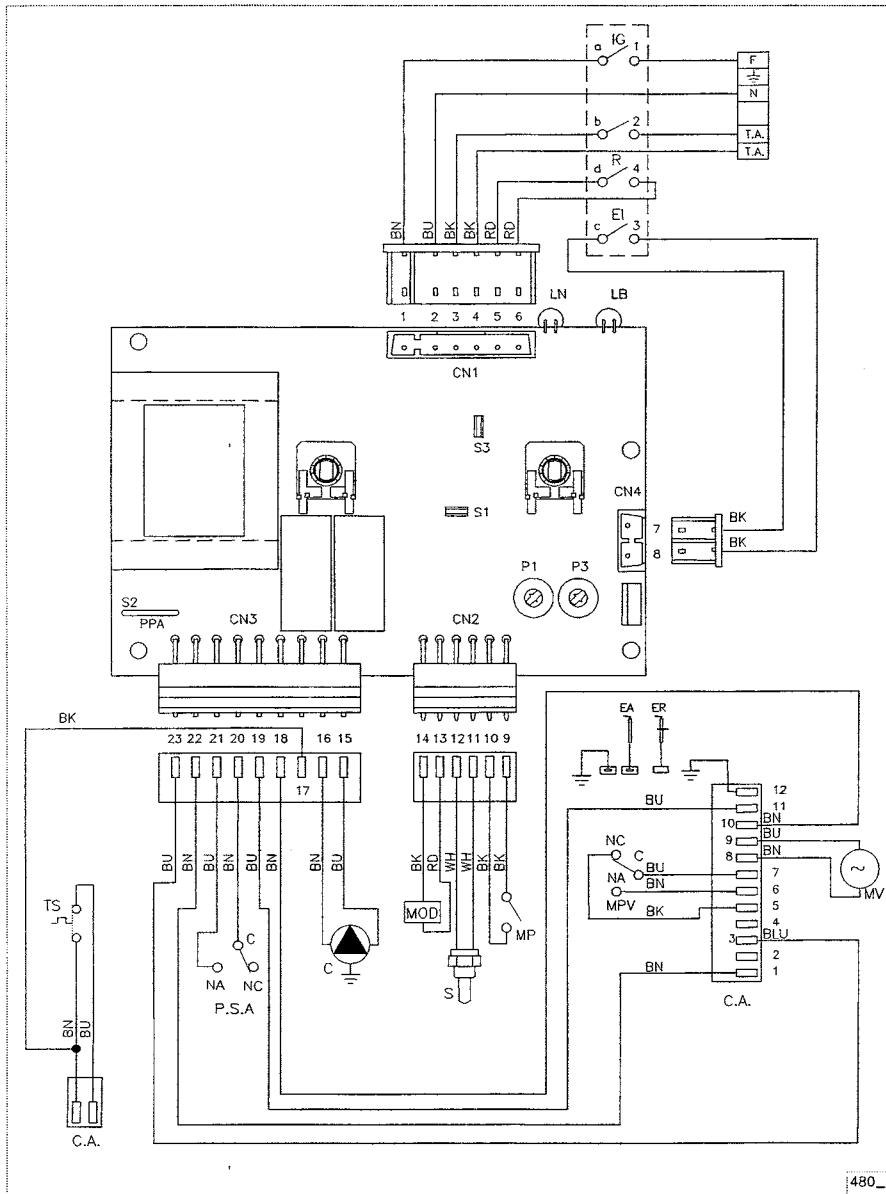 IG
a 1
F
N
b 2
T.A.
T.A.
R
d 4
EI
c 3
BN BU BK BK RD RD
LN LB
1 2 3 4 5 6
CN1
S3
CN4
S1
7 BK
8 BK
P1 P3
S2
PPA
CN3 CN2
BK
EA ER
23 22 21 20 19 18 16 15
17
14 13 12 11 10 9
12
BU 11
10 BN
9 BU
8 BN
NC
C BU 7
NA BN 6
MPV
BK 5
4
3 BLU
2
BN 1
MV
C.A.
BU BN BU BN BU BN BU
BK RD WH WH BK BK
MOD
MP
TS
C
NA NC
P.S.A
C
S
BN BU
C.A.
480_